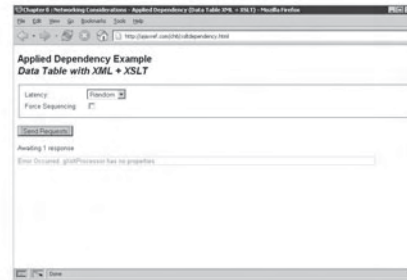 Chapter 6 : Networking Considerations - Applied Dependency (Data Table XML + XSLT) - Mozilla Firefox
File Edit View Go Bookmarks Tools Help
Applied Dependency Example
Data Table with XML + XSLT
Latency: Random
Force Sequencing:
Send Requests
Awaiting 1 response
Error Occurred: gXsltProcessor has no properties
Done